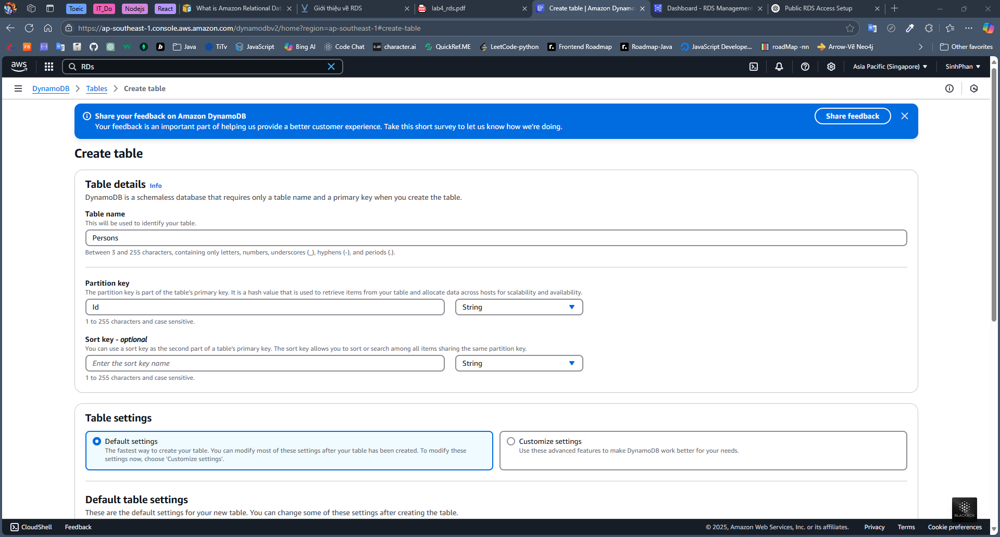 Toeic
IT_Do
Nodejs
React
What is Amazon Relational Dat
Giới thiệu về RDS
lab4_rds.pdf
Create table | Amazon Dynamo
Dashboard - RDS Management
Public RDS Access Setup
https://ap-southeast-1.console.aws.amazon.com/dynamodbv2/home?region=ap-southeast-1#create-table
F8
Java
TiTv
JavaScript
Bing AI
Code Chat
c.ai
character.ai
QuickRef.ME
LeetCode-python
Frontend Roadmap
Roadmap-Java
JavaScript Develope...
roadMap -nn
Arrow-Vẽ Neo4j
Other favorites
aws
RDs
Asia Pacific (Singapore)
SinhPhan
DynamoDB
Tables
Create table
Share your feedback on Amazon DynamoDB
Your feedback is an important part of helping us provide a better customer experience. Take this short survey to let us know how we're doing.
Share feedback
Create table
Table details Info
DynamoDB is a schemaless database that requires only a table name and a primary key when you create the table.
Table name
This will be used to identify your table.
Persons
Between 3 and 255 characters, containing only letters, numbers, underscores (_), hyphens (-), and periods (.).
Partition key
The partition key is part of the table's primary key. It is a hash value that is used to retrieve items from your table and allocate data across hosts for scalability and availability.
Id
String
1 to 255 characters and case sensitive.
Sort key - optional
You can use a sort key as the second part of a table's primary key. The sort key allows you to sort or search among all items sharing the same partition key.
Enter the sort key name
String
1 to 255 characters and case sensitive.
Table settings
Default settings
The fastest way to create your table. You can modify most of these settings after your table has been created. To modify these
settings now, choose 'Customize settings'.
Customize settings
Use these advanced features to make DynamoDB work better for your needs.
Default table settings
These are the default settings for your new table. You can change some of these settings after creating the table.
BLACKBOX
CloudShell
Feedback
© 2025, Amazon Web Services, Inc. or its affiliates.
Privacy
Terms
Cookie preferences